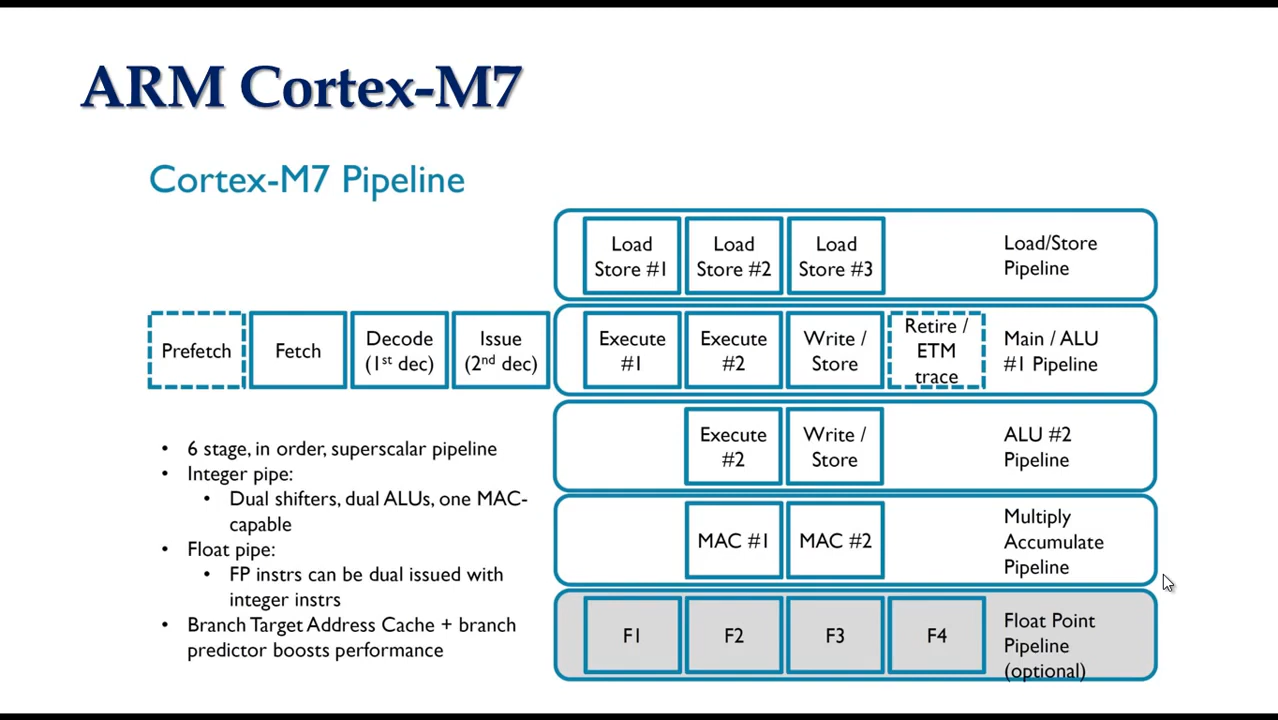 ARM Cortex-M7
Cortex-M7 Pipeline
Load
Store #1
Load
Store #2
Load
Store #3
Load/Store
Pipeline
Prefetch
Fetch
Decode
(1st dec)
Issue
(2nd dec)
Execute
#1
Execute
#2
Write /
Store
Retire /
ETM
trace
Main / ALU
#1 Pipeline
Execute
#2
Write /
Store
ALU #2
Pipeline
MAC #1
MAC #2
Multiply
Accumulate
Pipeline
F1
F2
F3
F4
Float Point
Pipeline
(optional)
• 6 stage, in order, superscalar pipeline
• Integer pipe:
• Dual shifters, dual ALUs, one MAC-
capable
• Float pipe:
• FP instrs can be dual issued with
integer instrs
• Branch Target Address Cache + branch
predictor boosts performance